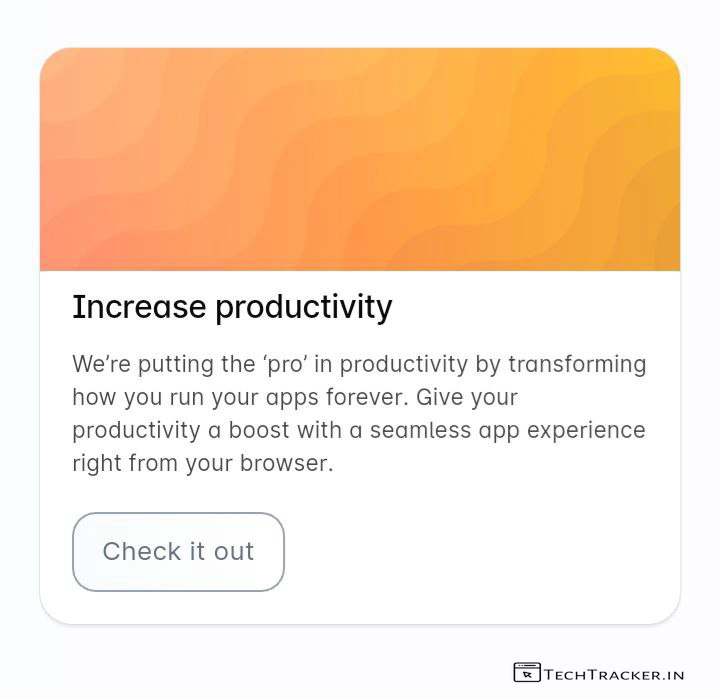 Increase productivity
We’re putting the ‘pro’ in productivity by transforming
how you run your apps forever. Give your
productivity a boost with a seamless app experience
right from your browser.
Check it out
TECHTRACKER.IN